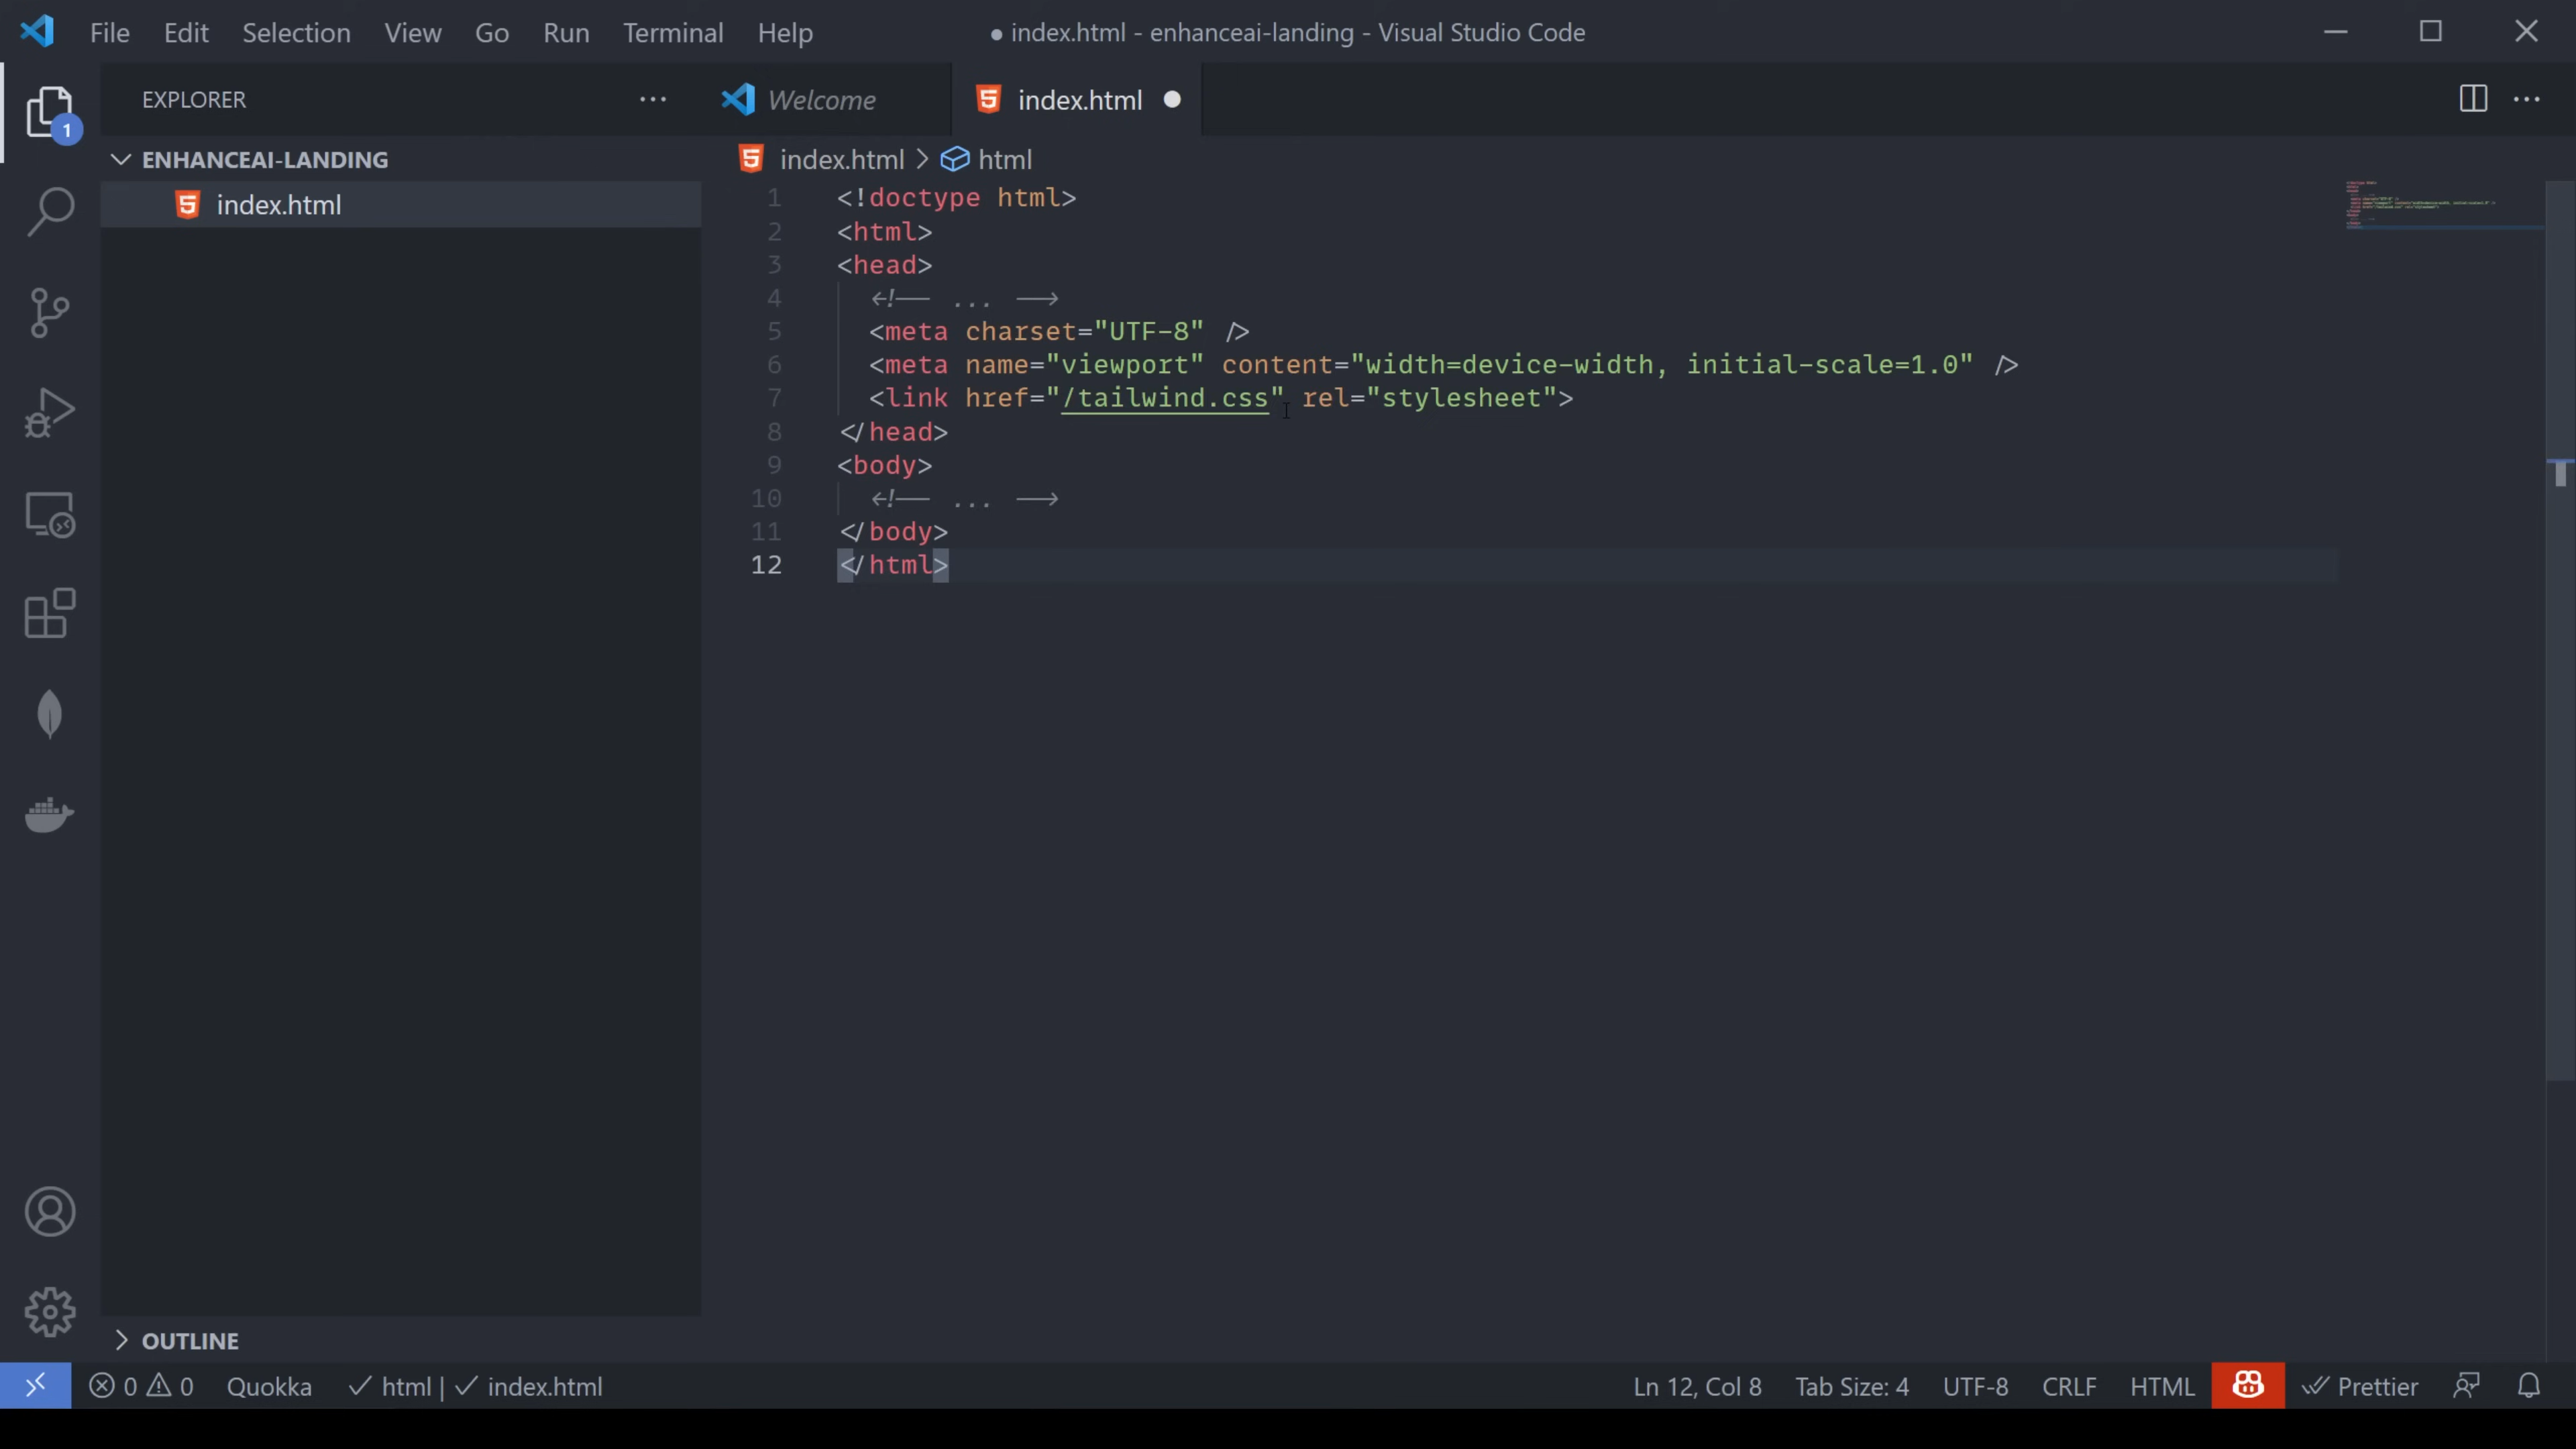 File Edit Selection View Go Run Terminal Help
● index.html - enhanceai-landing - Visual Studio Code
EXPLORER ...
Welcome
index.html
1
ENHANCEAI-LANDING
index.html > html
index.html
1 <!doctype html>
2 <html>
3 <head>
4 <!-- ... -->
5 <meta charset="UTF-8" />
6 <meta name="viewport" content="width=device-width, initial-scale=1.0" />
7 <link href="/tailwind.css" rel="stylesheet">
8 </head>
9 <body>
10 <!-- ... -->
11 </body>
12 </html>
OUTLINE
0 0 Quokka ✓ html | ✓ index.html
Ln 12, Col 8 Tab Size: 4 UTF-8 CRLF HTML Prettier